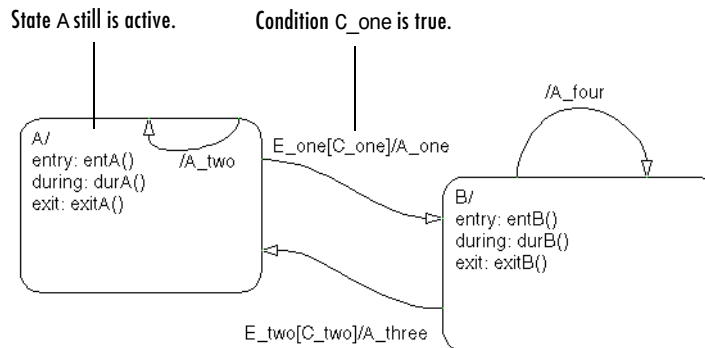 State A still is active.
Condition C_one is true.
/A_four
A/
entry: entA()
during: durA()
exit: exitA()
/A_two
E_one[C_one]/A_one
B/
entry: entB()
during: durB()
exit: exitB()
E_two[C_two]/A_three